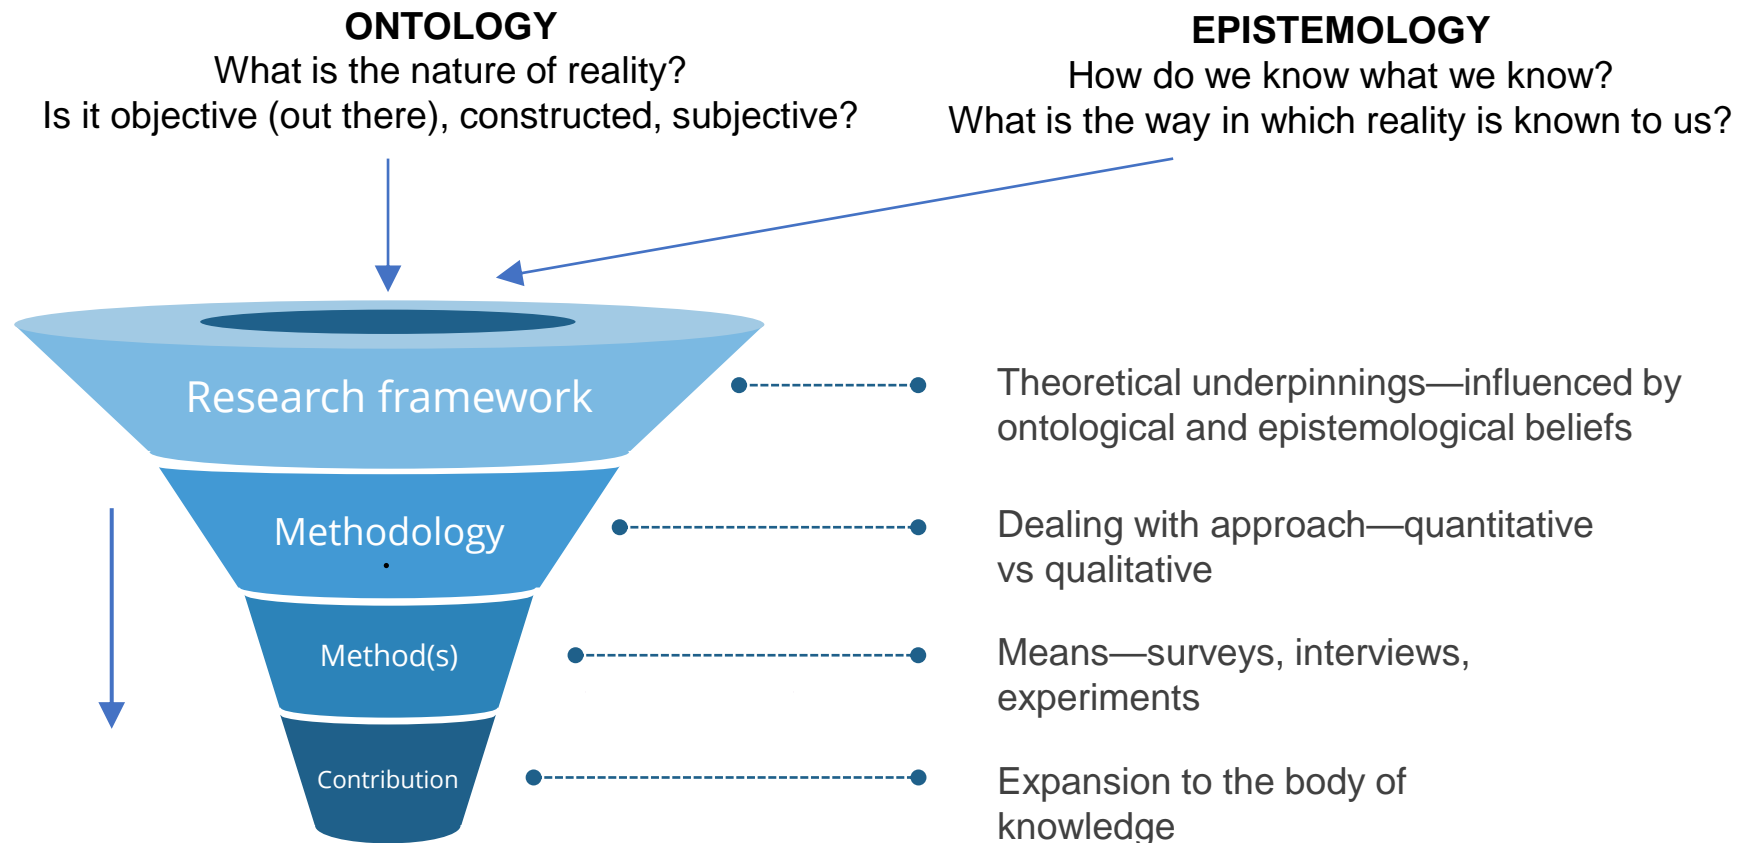 ONTOLOGY
What is the nature of reality?
Is it objective (out there), constructed, subjective?
EPISTEMOLOGY
How do we know what we know?
What is the way in which reality is known to us?
Research framework
Theoretical underpinnings—influenced by
ontological and epistemological beliefs
Methodology
Dealing with approach—quantitative
vs qualitative
Method(s)
Means—surveys, interviews,
experiments
Contribution
Expansion to the body of
knowledge